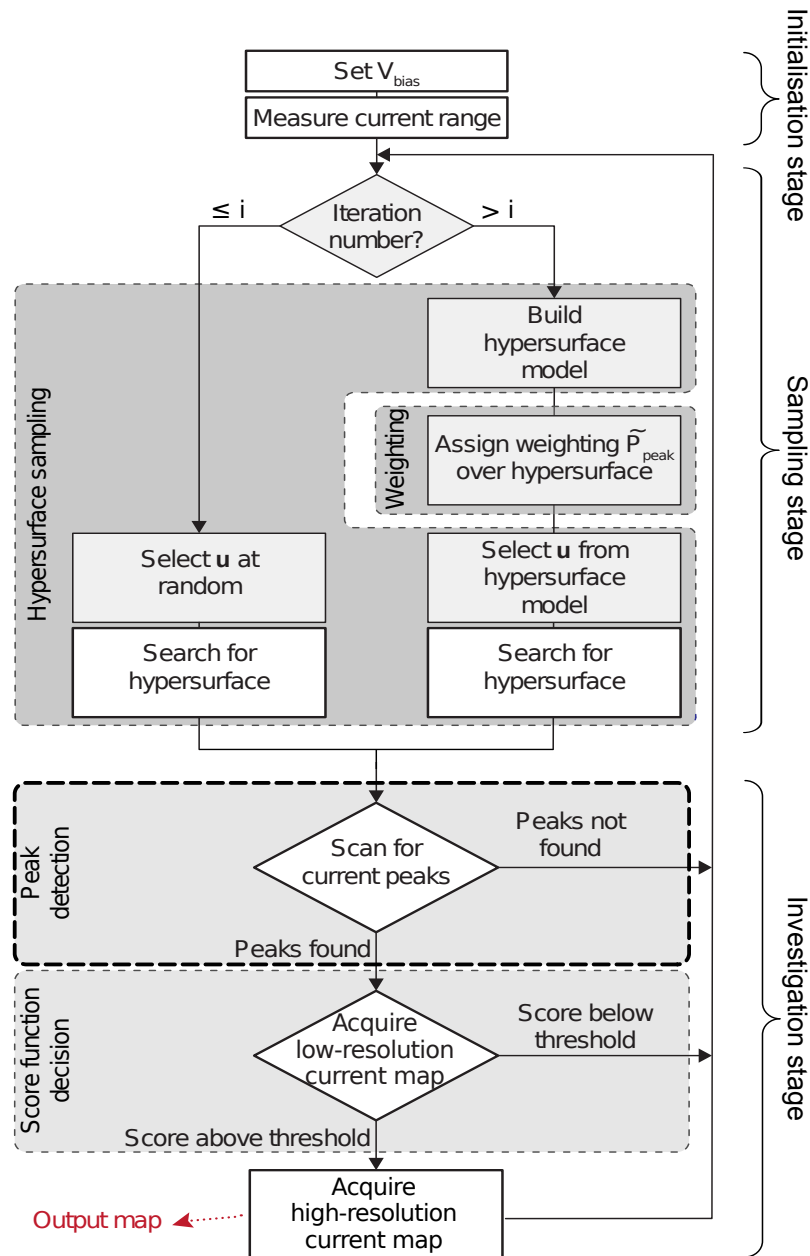 Set V_bias
Measure current range
Initialisation stage
Iteration
number?
≤ i
> i
Build
hypersurface
model
Weighting
Assign weighting P̃_peak
over hypersurface
Hypersurface sampling
Select u at
random
Select u from
hypersurface
model
Search for
hypersurface
Search for
hypersurface
Sampling stage
Peak
detection
Scan for
current peaks
Peaks not
found
Peaks found
Score function
decision
Acquire
low-resolution
current map
Score below
threshold
Score above threshold
Acquire
high-resolution
current map
Output map
Investigation stage